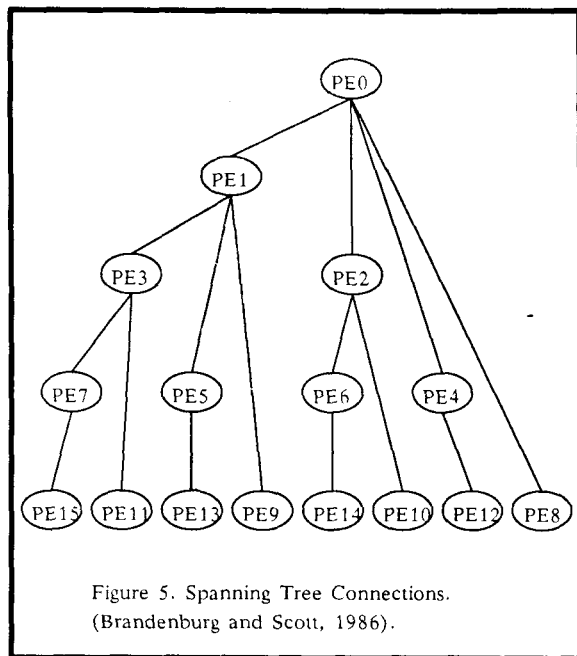 PE0
PE1
PE3 PE2
PE7 PE5 PE6 PE4
PE15 PE11 PE13 PE9 PE14 PE10 PE12 PE8
Figure 5. Spanning Tree Connections.
(Brandenburg and Scott, 1986).